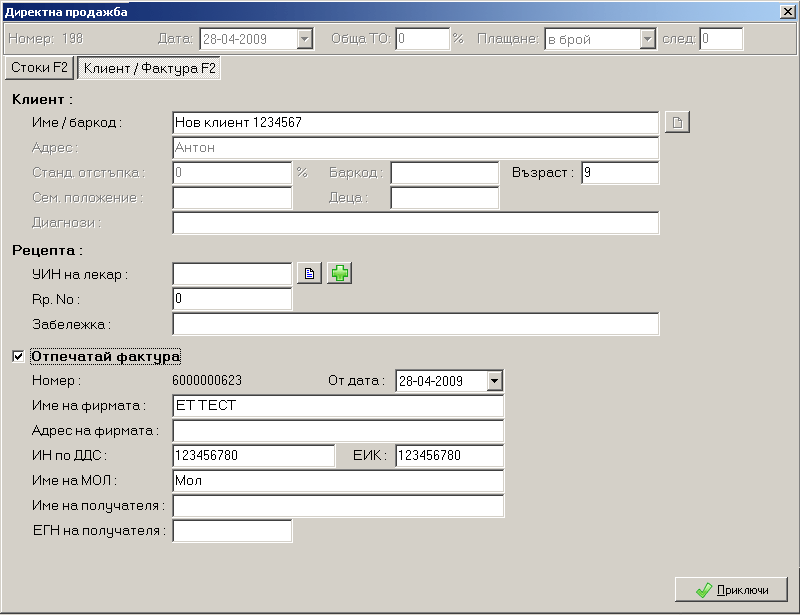 Директна продажба
Номер: 198 Дата: 28-04-2009 Обща ТО: 0 % Плащане: в брой след: 0
Стоки F2 Клиент / Фактура F2
Клиент :
Име / баркод : Нов клиент 1234567
Адрес : Антон
Станд. отстъпка : 0 % Баркод : Възраст : 9
Сем. положение : Деца :
Диагнози :
Рецепта :
УИН на лекар :
Rp. No : 0
Забележка :
Отпечатай фактура
Номер : 6000000623 От дата : 28-04-2009
Име на фирмата : ЕТ ТЕСТ
Адрес на фирмата :
ИН по ДДС : 123456780 ЕИК : 123456780
Име на МОЛ : Мол
Име на получателя :
ЕГН на получателя :
Приключи